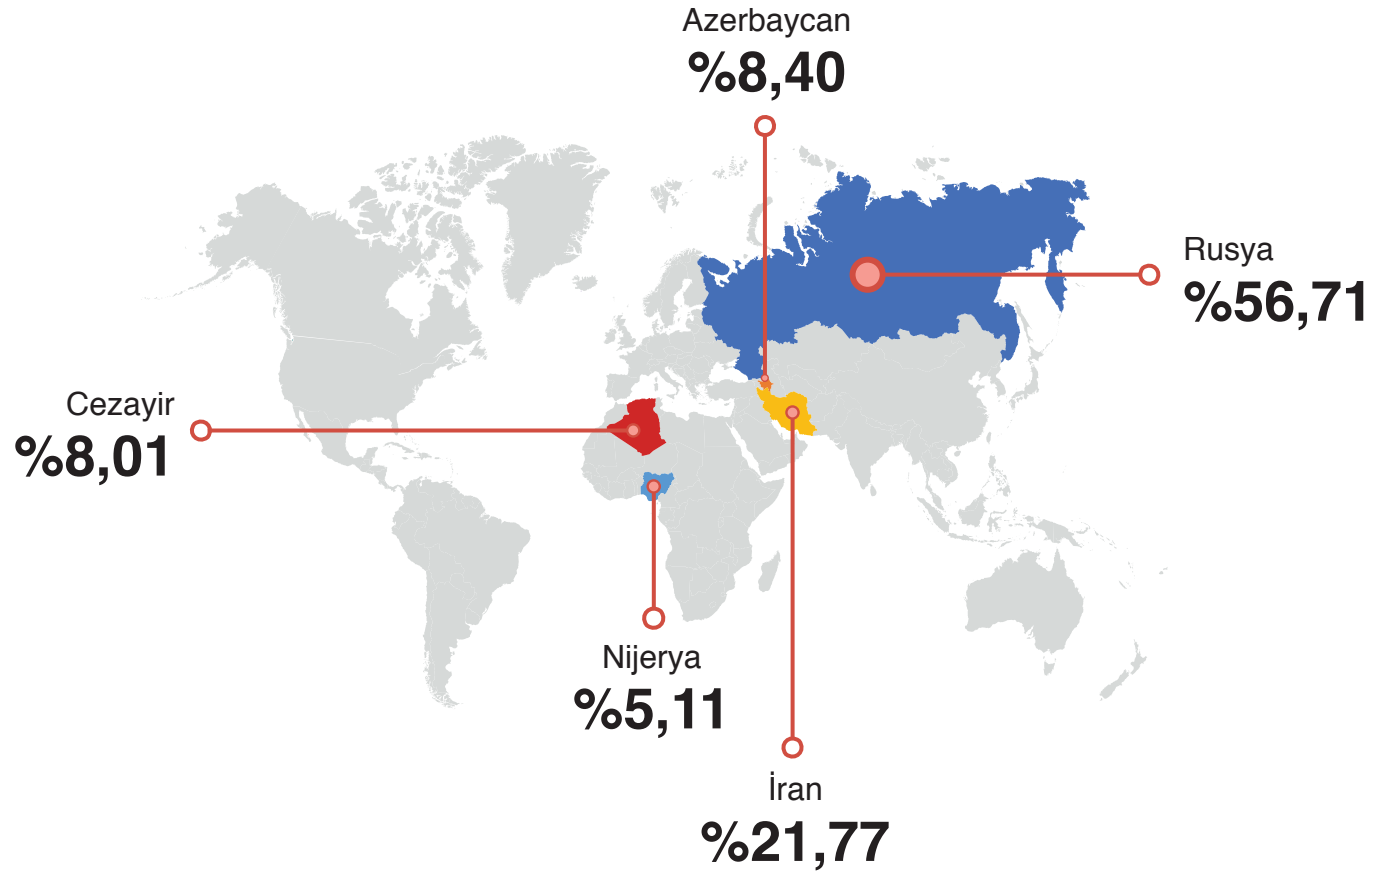 Azerbaycan
%8,40
Rusya
%56,71
Cezayir
%8,01
Nijerya
%5,11
İran
%21,77